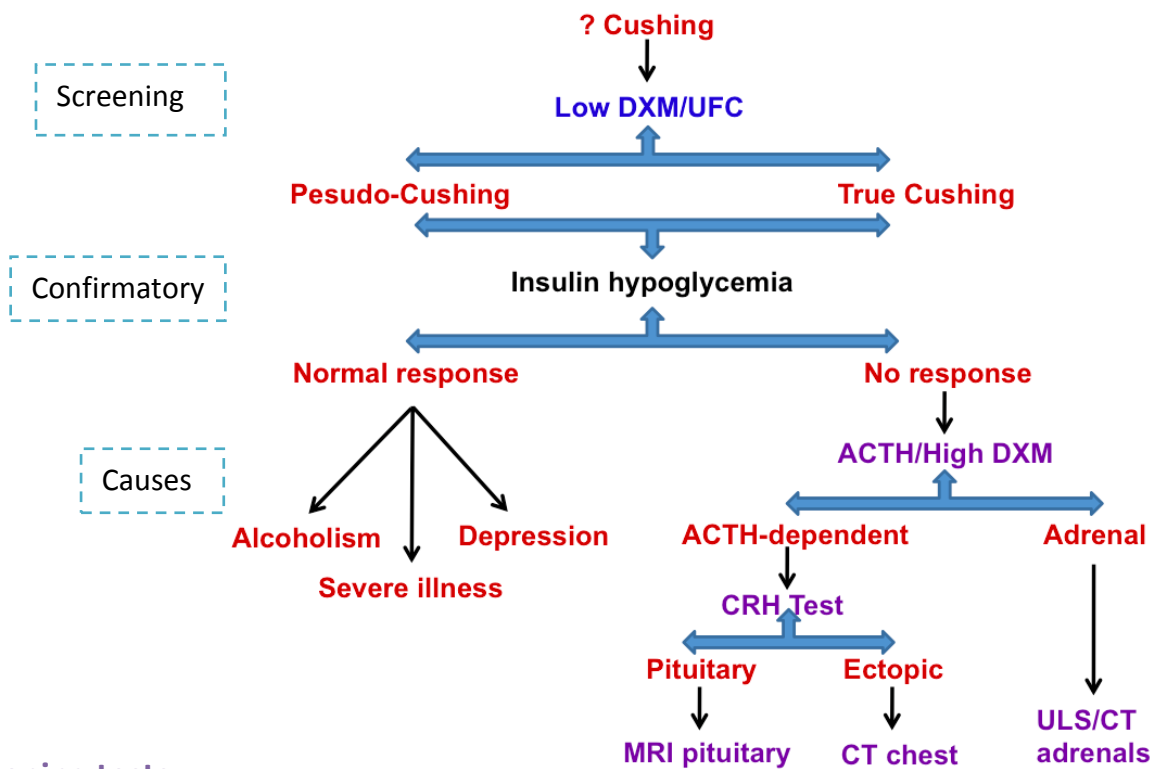 ? Cushing
Screening
Low DXM/UFC
Pesudo-Cushing
True Cushing
Confirmatory
Insulin hypoglycemia
Normal response
No response
Causes
ACTH/High DXM
Alcoholism
Depression
Severe illness
ACTH-dependent
Adrenal
CRH Test
Pituitary
Ectopic
MRI pituitary
CT chest
ULS/CT
adrenals